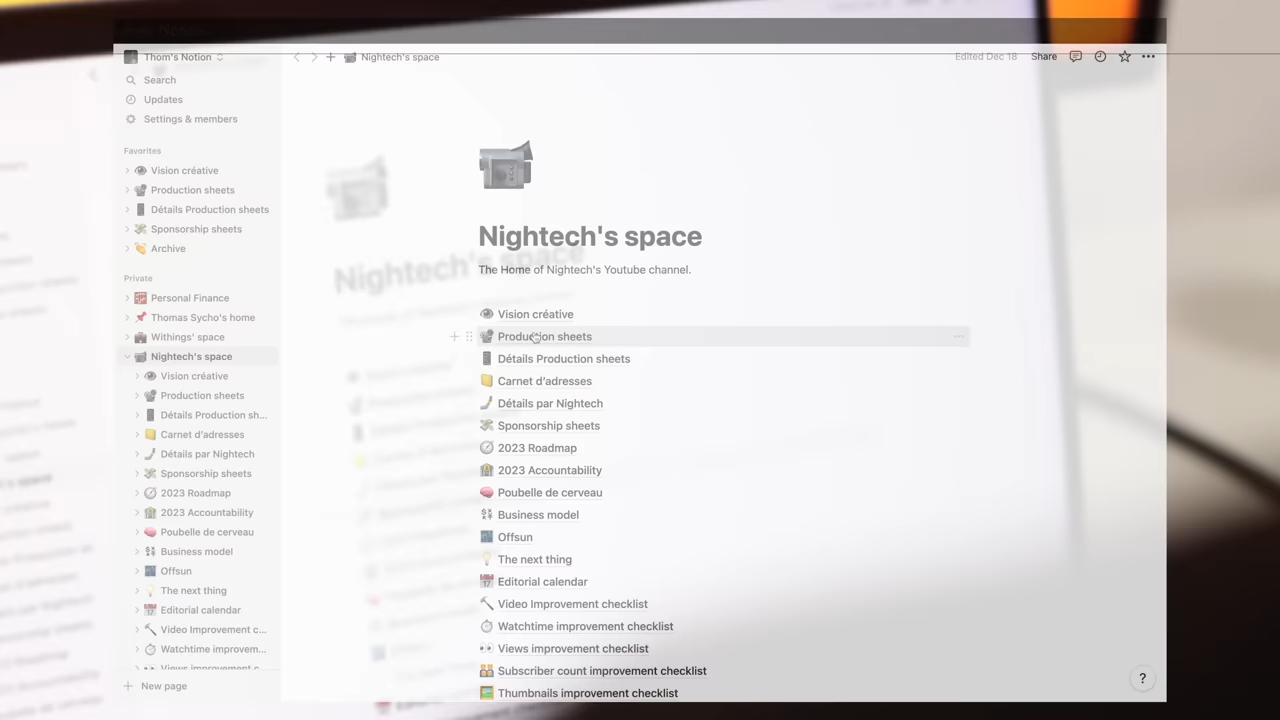 Thom's Notion
Nightech's space
Edited Dec 18
Share
Search
Updates
Settings & members
Favorites
Vision créative
Production sheets
Détails Production sheets
Sponsorship sheets
Archive
Private
Personal Finance
Thomas Sycho's home
Withings' space
Nightech's space
Vision créative
Production sheets
Détails Production sh...
Carnet d'adresses
Détails par Nightech
Sponsorship sheets
2023 Roadmap
2023 Accountability
Poubelle de cerveau
Business model
Offsun
The next thing
Editorial calendar
Video Improvement c...
Watchtime improvem...
Views improvement c
New page
Nightech's space
The Home of Nightech's Youtube channel.
Vision créative
Production sheets
Détails Production sheets
Carnet d'adresses
Détails par Nightech
Sponsorship sheets
2023 Roadmap
2023 Accountability
Poubelle de cerveau
Business model
Offsun
The next thing
Editorial calendar
Video Improvement checklist
Watchtime improvement checklist
Views improvement checklist
Subscriber count improvement checklist
Thumbnails improvement checklist
?
Nightech's space